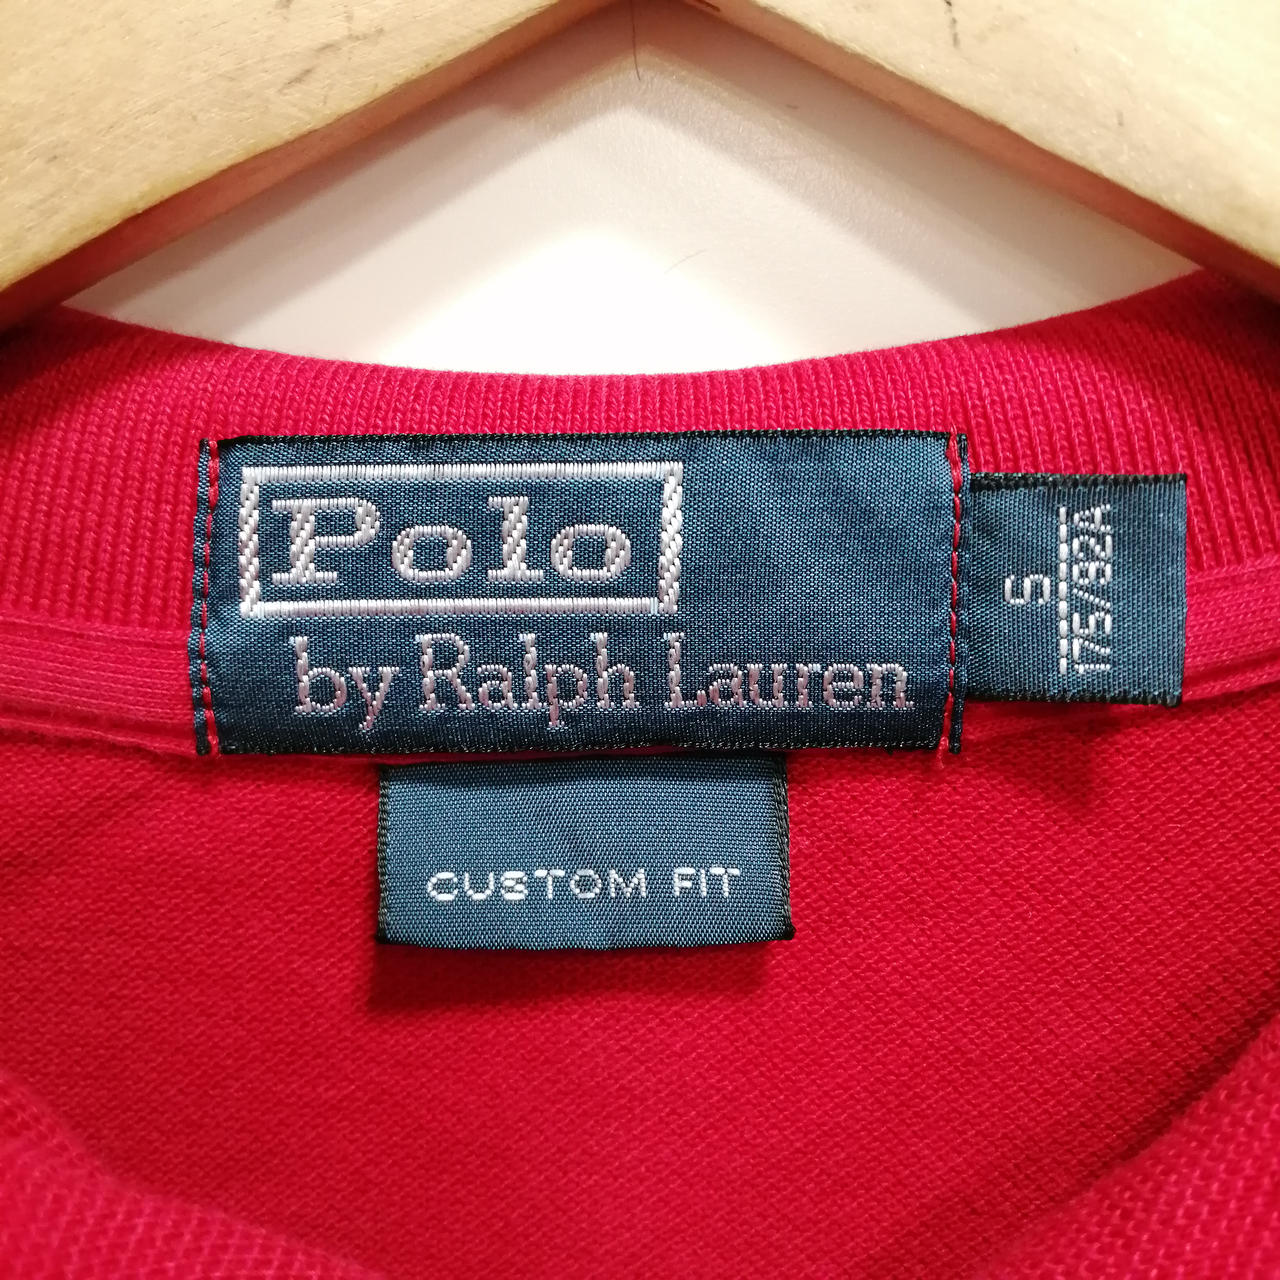 Polo
by Ralph Lauren
S
175/92A
CUSTOM FIT